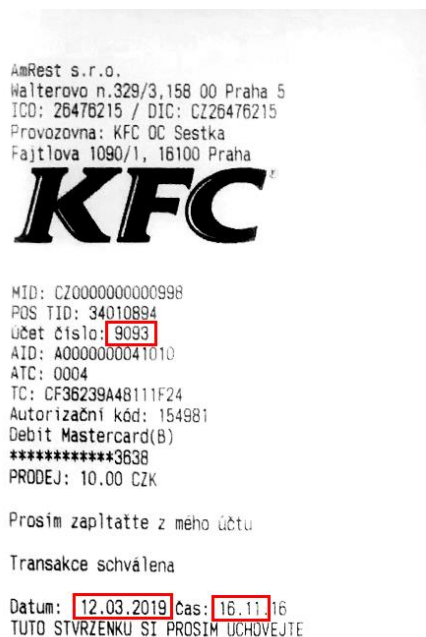 AmRest s.r.o.
Walterovo n.329/3,158 00 Praha 5
ICO: 26476215 / DIC: CZ26476215
Provozovna: KFC OC Sestka
Fajtlova 1090/1, 16100 Praha
KFC®
MID: CZ0000000000998
POS TID: 34010894
účet číslo: 9093
AID: A0000000041010
ATC: 0004
TC: CF36239A48111F24
Autorizační kód: 154981
Debit Mastercard(B)
************3638
PRODEJ: 10.00 CZK
Prosím zapltaťte z mého účtu
Transakce schválena
Datum: 12.03.2019 Čas: 16.11.16
TUTO STVRZENKU SI PROSIM UCHOVEJTE